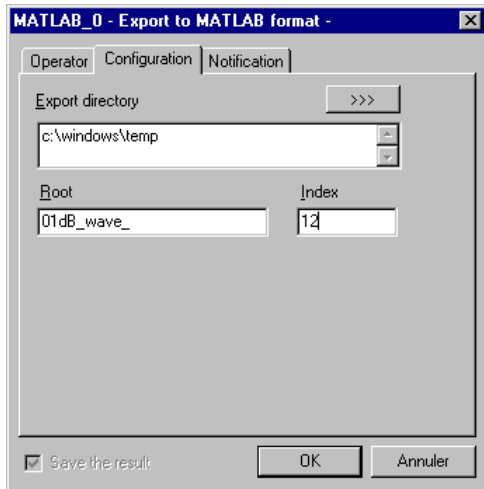 MATLAB_0 - Export to MATLAB format -
Operator Configuration Notification
Export directory >>>
c:\windows\temp
Root Index
01dB_wave_ 12
Save the result OK Annuler